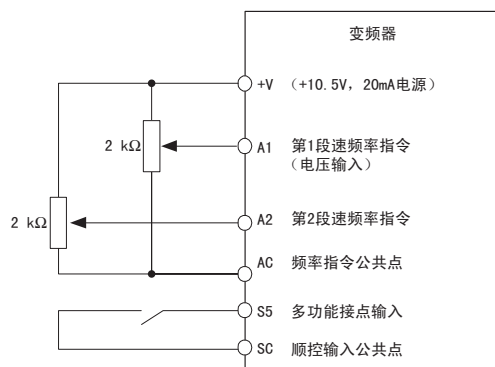 变频器
+V （+10.5V，20mA电源）
2 kΩ
A1 第1段速频率指令
（电压输入）
2 kΩ
A2 第2段速频率指令
AC 频率指令公共点
S5 多功能接点输入
SC 顺控输入公共点